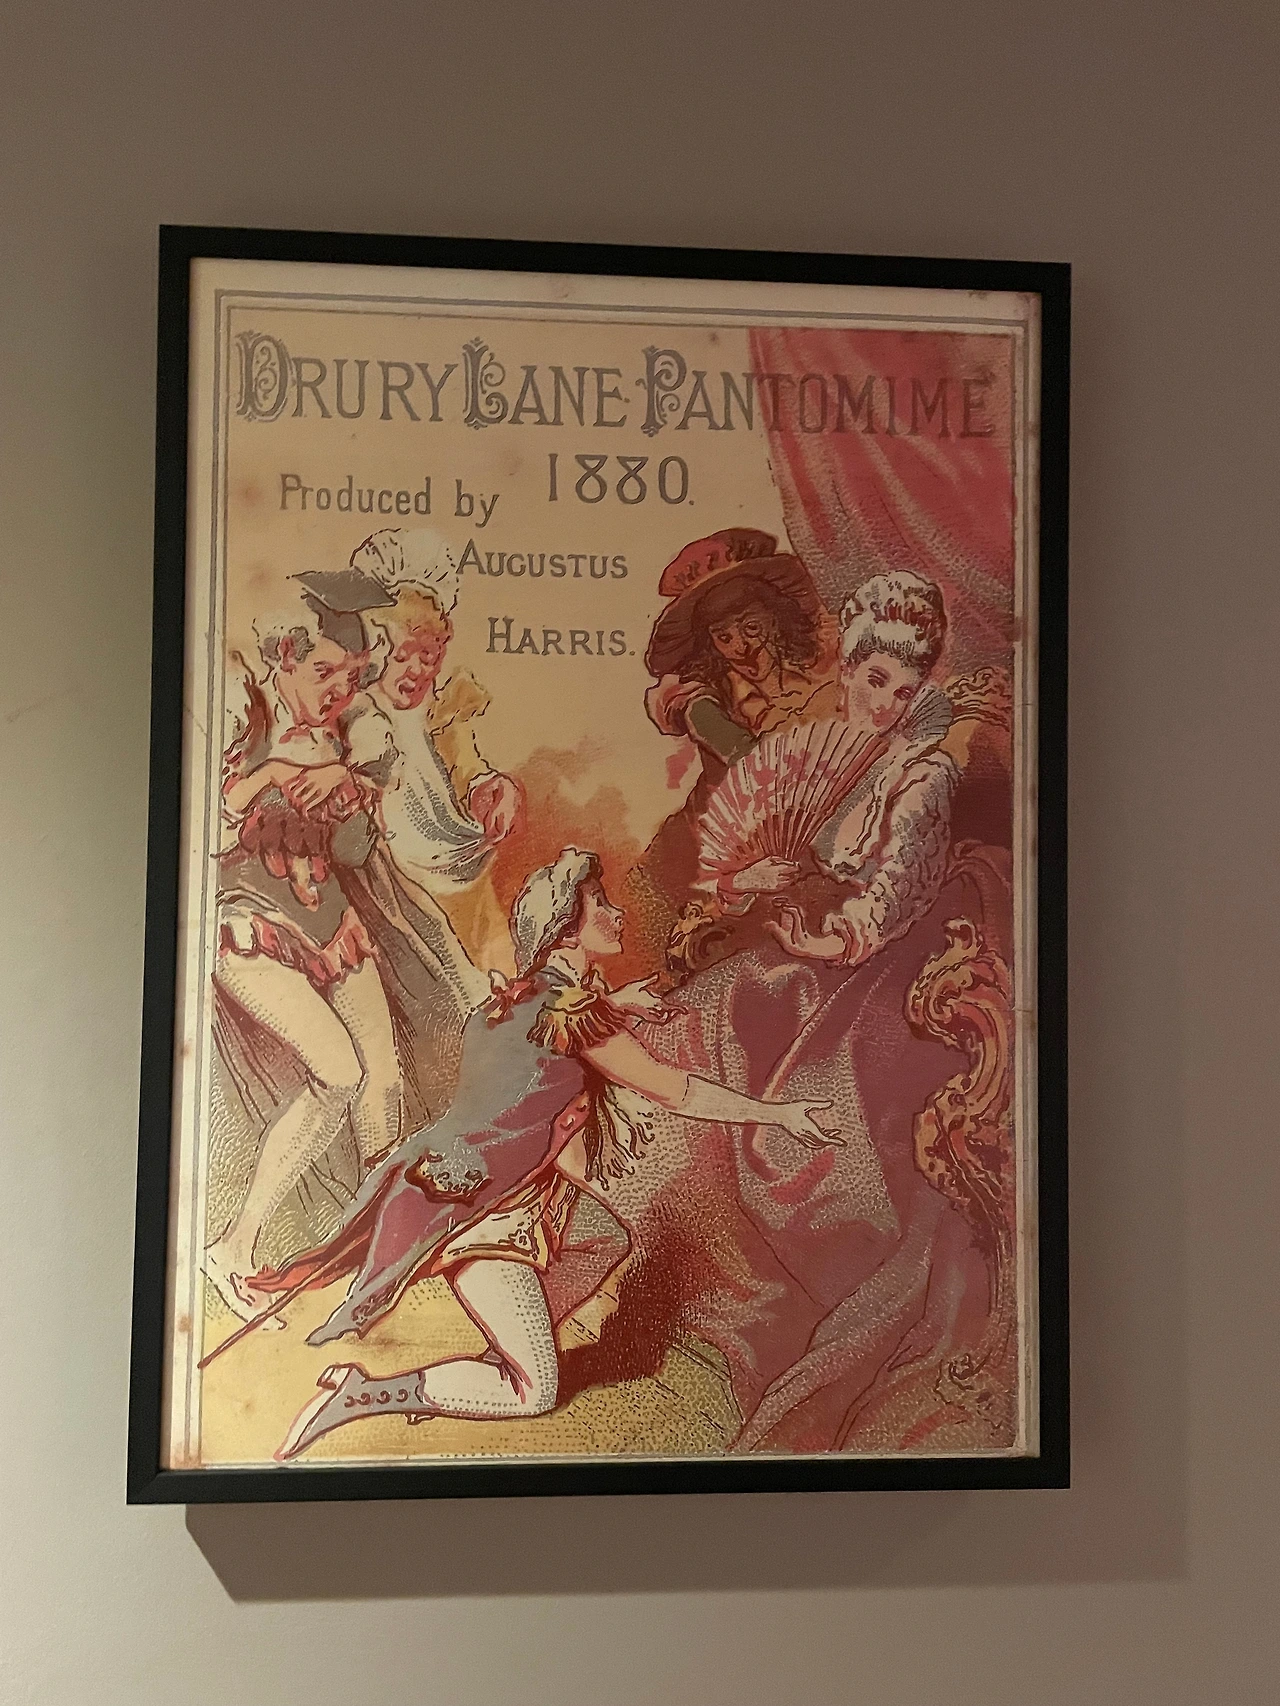 DRURY LANE PANTOMIME
1880.
Produced by
AUGUSTUS
HARRIS.